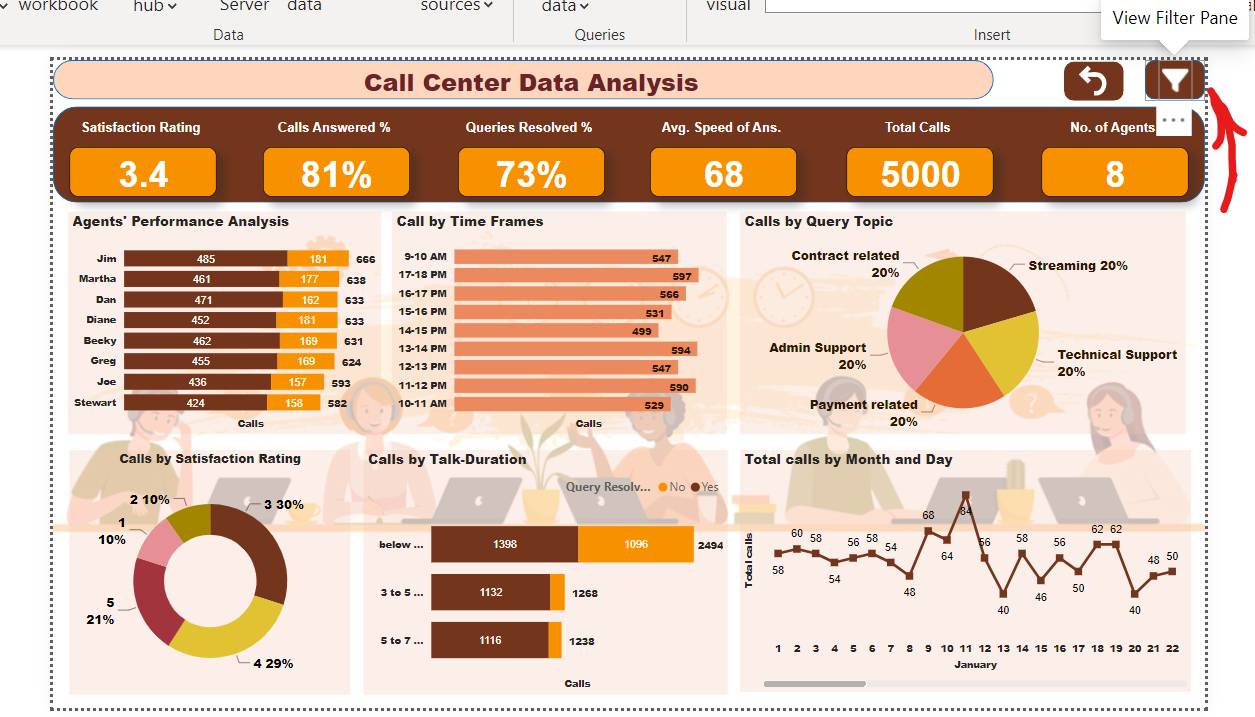 workbook hub Server data sources data visual
View Filter Pane
Data Queries Insert
Call Center Data Analysis
Satisfaction Rating Calls Answered % Queries Resolved % Avg. Speed of Ans. Total Calls No. of Agents
3.4 81% 73% 68 5000 8
Agents' Performance Analysis
Jim 485 181 666
Martha 461 177 638
Dan 471 162 633
Diane 452 181 633
Becky 462 169 631
Greg 455 169 624
Joe 436 157 593
Stewart 424 158 582
Calls
Call by Time Frames
9-10 AM 547
17-18 PM 597
16-17 PM 566
15-16 PM 531
14-15 PM 499
13-14 PM 594
12-13 PM 547
11-12 PM 590
10-11 AM 529
Calls
Calls by Query Topic
Contract related
20%
Streaming 20%
Admin Support
20%
Technical Support
20%
Payment related
20%
Calls by Satisfaction Rating
2 10%
3 30%
1
10%
5
21%
4 29%
Calls by Talk-Duration
Query Resolv... No Yes
below ... 1398 1096 2494
3 to 5 ... 1132 1268
5 to 7 ... 1116 1238
Calls
Total calls by Month and Day
Total calls
58 60 58 54 56 58 54 48 68 64 84 56 40 58 46 56 50 62 62 40 48 50
1 2 3 4 5 6 7 8 9 10 11 12 13 14 15 16 17 18 19 20 21 22
January